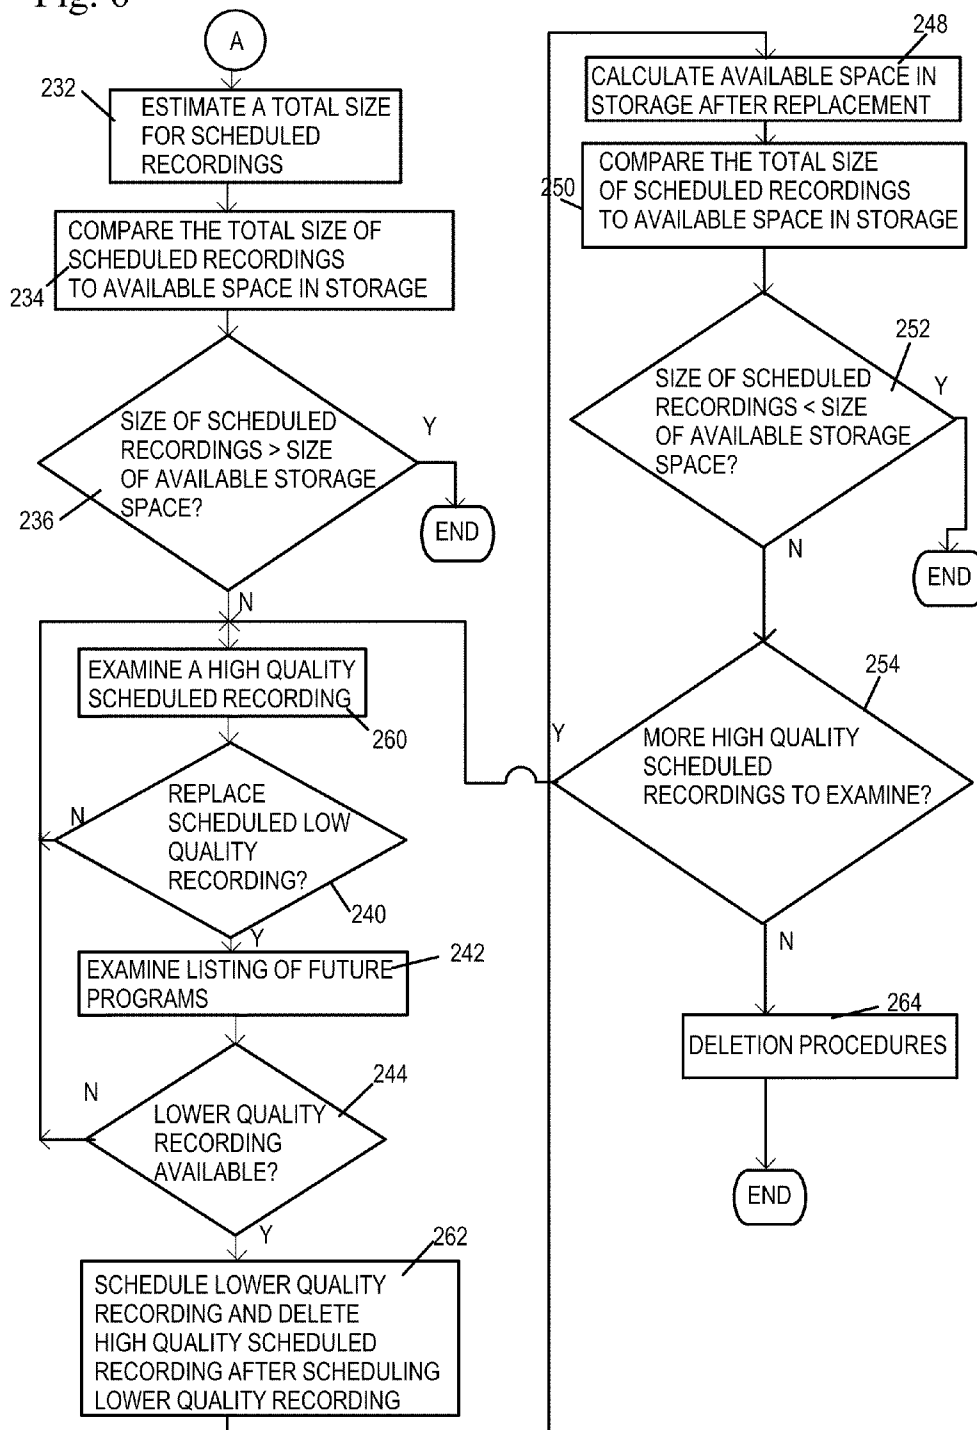 Fig. 6
A
232
ESTIMATE A TOTAL SIZE
FOR SCHEDULED
RECORDINGS
COMPARE THE TOTAL SIZE OF
SCHEDULED RECORDINGS
TO AVAILABLE SPACE IN STORAGE
234
SIZE OF SCHEDULED
RECORDINGS > SIZE
OF AVAILABLE STORAGE
SPACE?
236
Y
END
N
EXAMINE A HIGH QUALITY
SCHEDULED RECORDING
260
REPLACE
SCHEDULED LOW
QUALITY
RECORDING?
N
240
Y
EXAMINE LISTING OF FUTURE
PROGRAMS
242
LOWER QUALITY
RECORDING
AVAILABLE?
N
244
Y
262
SCHEDULE LOWER QUALITY
RECORDING AND DELETE
HIGH QUALITY SCHEDULED
RECORDING AFTER SCHEDULING
LOWER QUALITY RECORDING
248
CALCULATE AVAILABLE SPACE IN
STORAGE AFTER REPLACEMENT
COMPARE THE TOTAL SIZE
OF SCHEDULED RECORDINGS
TO AVAILABLE SPACE IN STORAGE
250
252
SIZE OF SCHEDULED
RECORDINGS < SIZE
OF AVAILABLE STORAGE
SPACE?
Y
END
N
254
MORE HIGH QUALITY
SCHEDULED
RECORDINGS TO EXAMINE?
Y
N
264
DELETION PROCEDURES
END